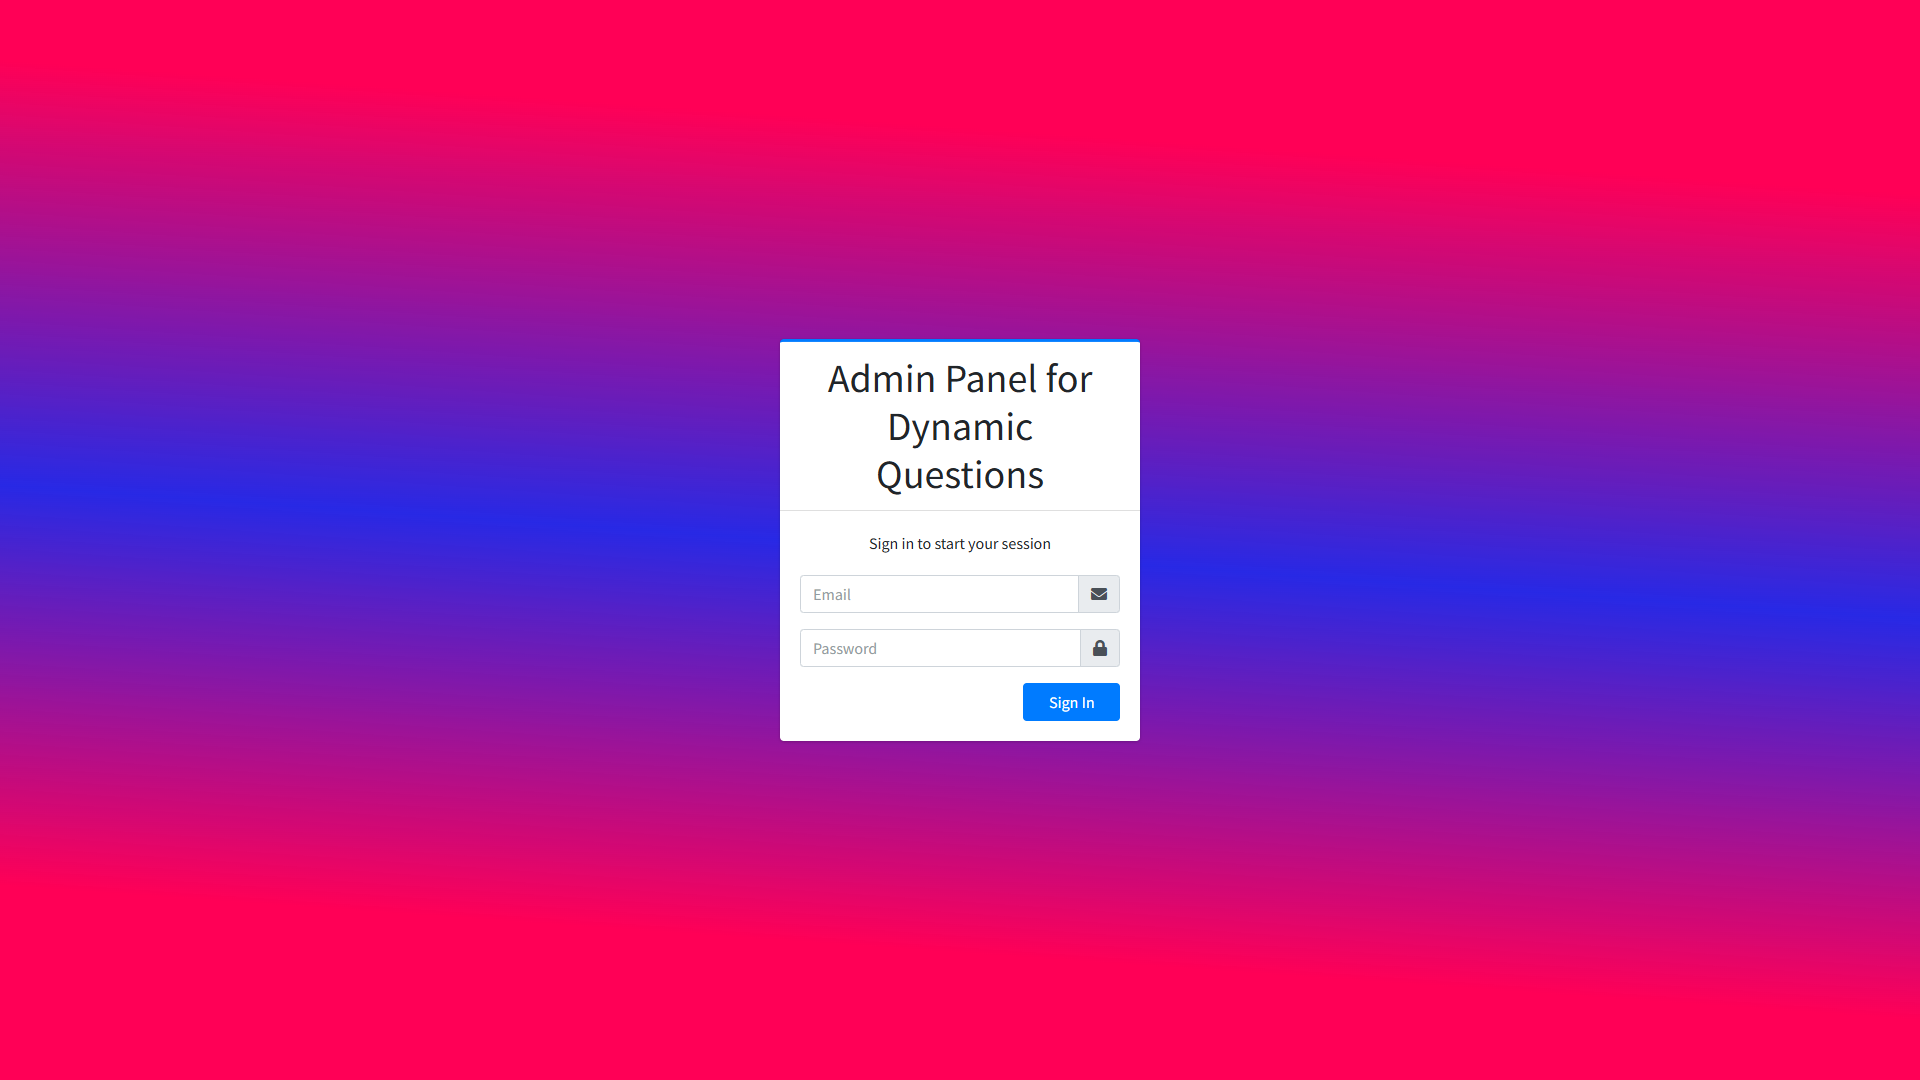 Admin Panel for
Dynamic
Questions
Sign in to start your session
Email
Password
Sign In